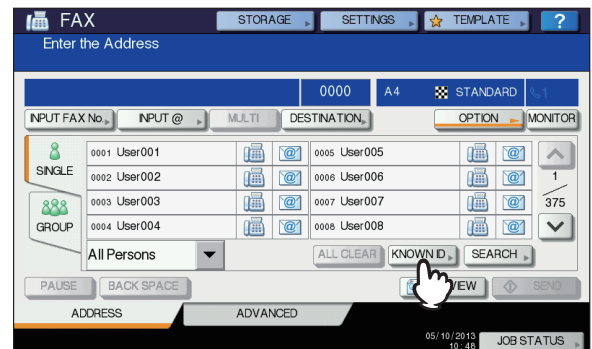 FAX STORAGE SETTINGS TEMPLATE ?
Enter the Address
0000 A4 STANDARD 1
INPUT FAX No. INPUT @ MULTI DESTINATION OPTION MONITOR
SINGLE
0001 User001 @ 0005 User005 @
0002 User002 @ 0006 User006 @
1
0003 User003 @ 0007 User007 @
375
GROUP
0004 User004 @ 0008 User008 @
All Persons ALL CLEAR KNOWN ID SEARCH
PAUSE BACK SPACE VIEW SEND
ADDRESS ADVANCED
05/10/2013
10:48
JOB STATUS